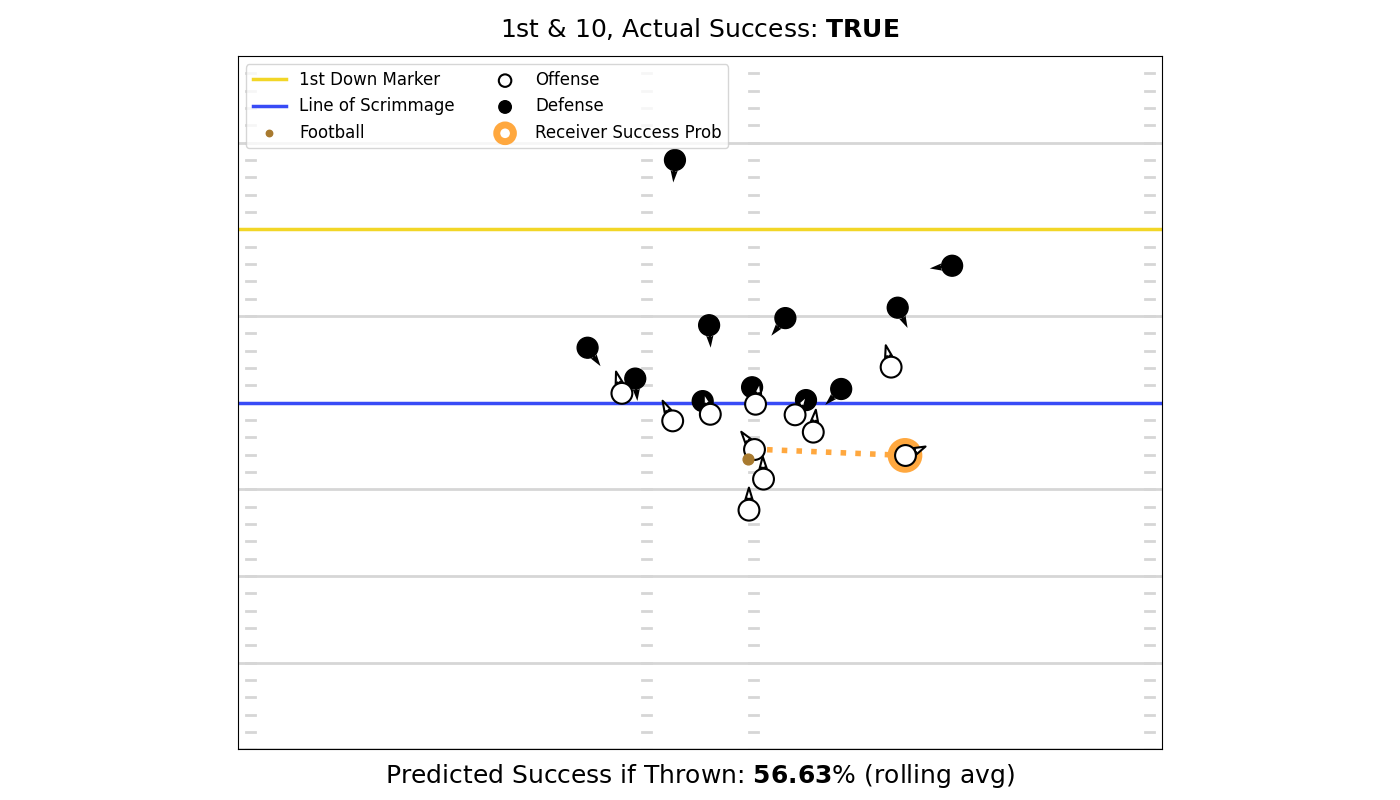 1st & 10, Actual Success: TRUE
1st Down Marker
Line of Scrimmage
Football
Offense
Defense
Receiver Success Prob
Predicted Success if Thrown: 56.63% (rolling avg)